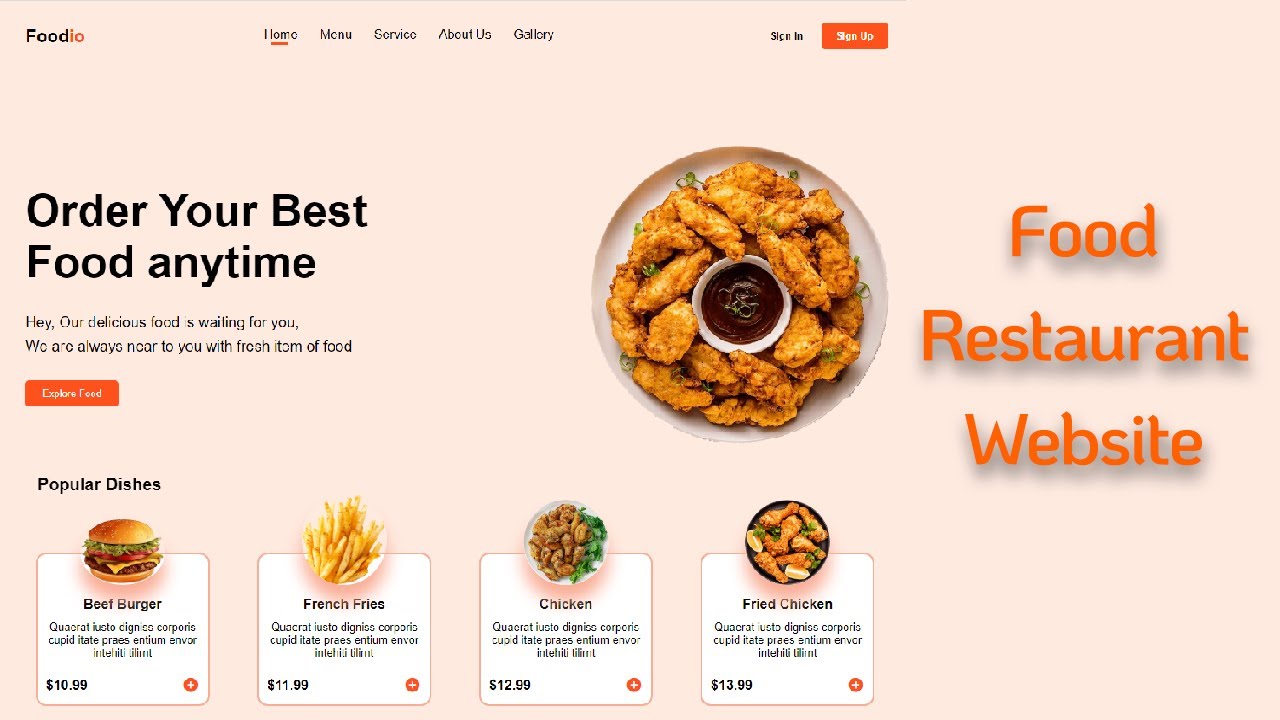 Foodio
Home Menu Service About Us Gallery
Sign In Sign Up
Order Your Best
Food anytime
Hey, Our delicious food is waiting for you,
We are always near to you with fresh item of food
Explore Food
Food
Restaurant
Website
Popular Dishes
Beef Burger
Quaerat iusto digniss corporis
cupid itate praes entium envor
intehiti tilirnt
$10.99
French Fries
Quaerat iusto digniss corporis
cupid itate praes entium envor
intehiti tilirnt
$11.99
Chicken
Quaerat iusto digniss corporis
cupid itate praes entium envor
intehiti tilirnt
$12.99
Fried Chicken
Quaerat iusto digniss corporis
cupid itate praes entium envor
intehiti tilirnt
$13.99